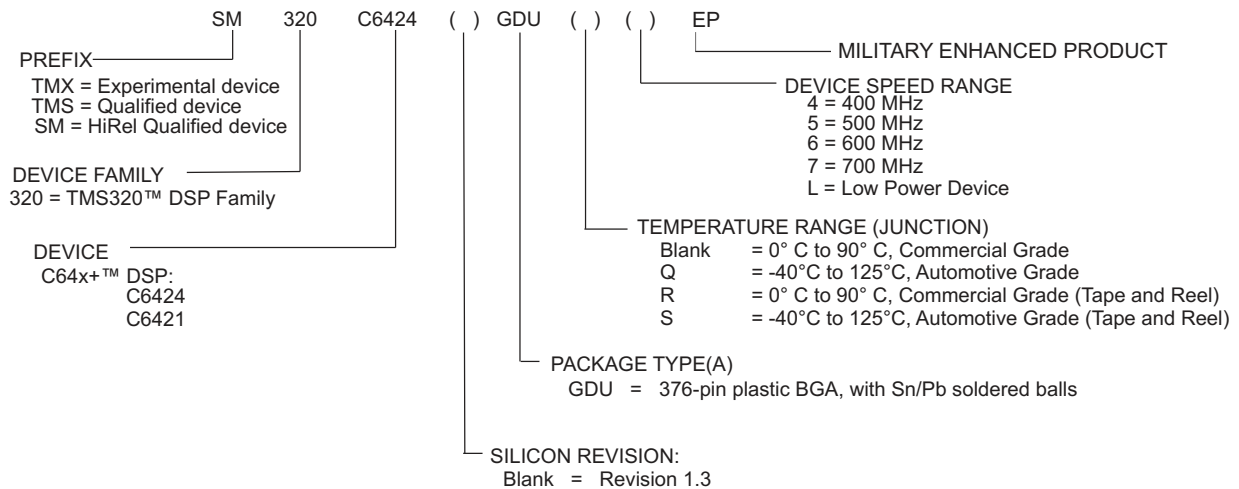 SM 320 C6424 ( ) GDU ( ) ( ) EP
PREFIX
TMX = Experimental device
TMS = Qualified device
SM = HiRel Qualified device
MILITARY ENHANCED PRODUCT
DEVICE SPEED RANGE
4 = 400 MHz
5 = 500 MHz
6 = 600 MHz
7 = 700 MHz
L = Low Power Device
DEVICE FAMILY
320 = TMS320™ DSP Family
TEMPERATURE RANGE (JUNCTION)
Blank = 0° C to 90° C, Commercial Grade
Q = -40°C to 125°C, Automotive Grade
R = 0° C to 90° C, Commercial Grade (Tape and Reel)
S = -40°C to 125°C, Automotive Grade (Tape and Reel)
DEVICE
C64x+™ DSP:
C6424
C6421
PACKAGE TYPE(A)
GDU = 376-pin plastic BGA, with Sn/Pb soldered balls
SILICON REVISION:
Blank = Revision 1.3